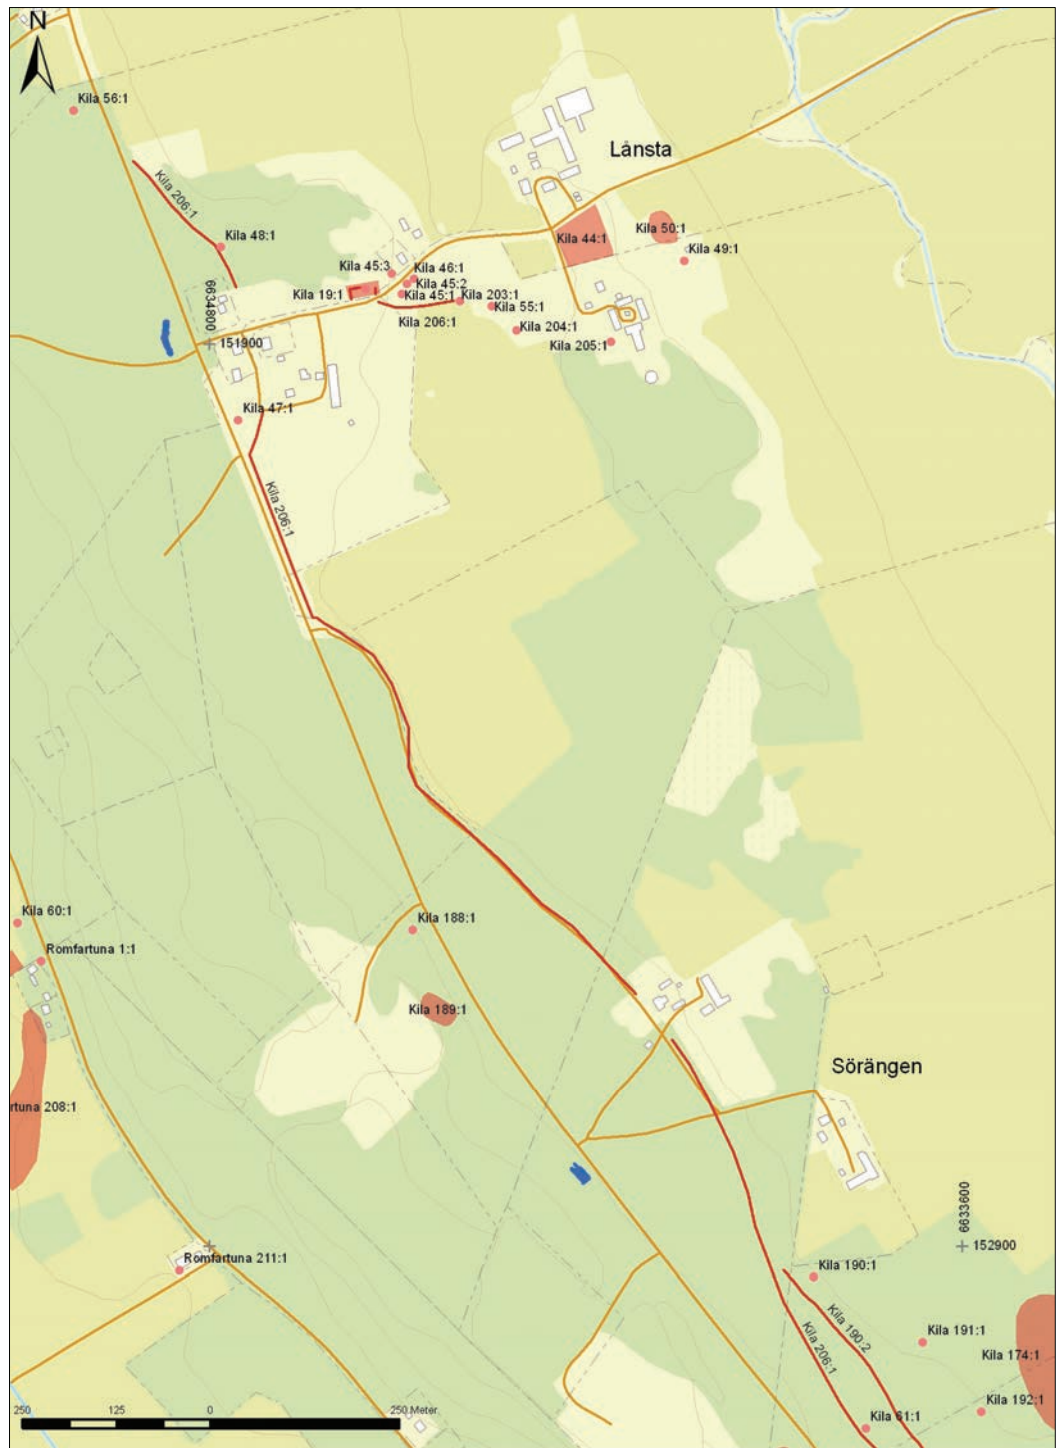 N
Kila 56:1
Lånsta
Kila 206:1
Kila 48:1
Kila 50:1
Kila 44:1
Kila 49:1
Kila 45:3
Kila 46:1
Kila 45:2
Kila 19:1
Kila 45:1
Kila 203:1
Kila 55:1
Kila 206:1
Kila 204:1
6634800
151900
Kila 205:1
Kila 47:1
Kila 206:1
Kila 60:1
Kila 188:1
Romfartuna 1:1
Kila 189:1
Sörängen
rtuna 208:1
6633600
152900
Romfartuna 211:1
Kila 190:1
Kila 190:2
Kila 206:1
Kila 191:1
Kila 174:1
Kila 192:1
Kila 61:1
250 125 0 250 Meter